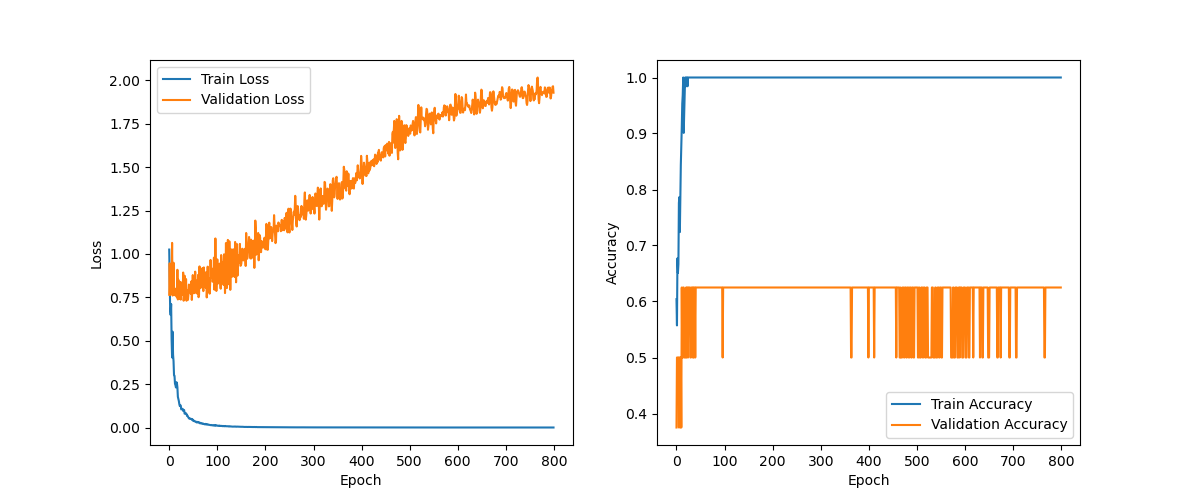 Train Loss
Validation Loss
2.00
1.75
1.50
1.25
1.00
0.75
0.50
0.25
0.00
Loss
0 100 200 300 400 500 600 700 800
Epoch
1.0
0.9
0.8
0.7
0.6
0.5
0.4
Accuracy
Train Accuracy
Validation Accuracy
0 100 200 300 400 500 600 700 800
Epoch